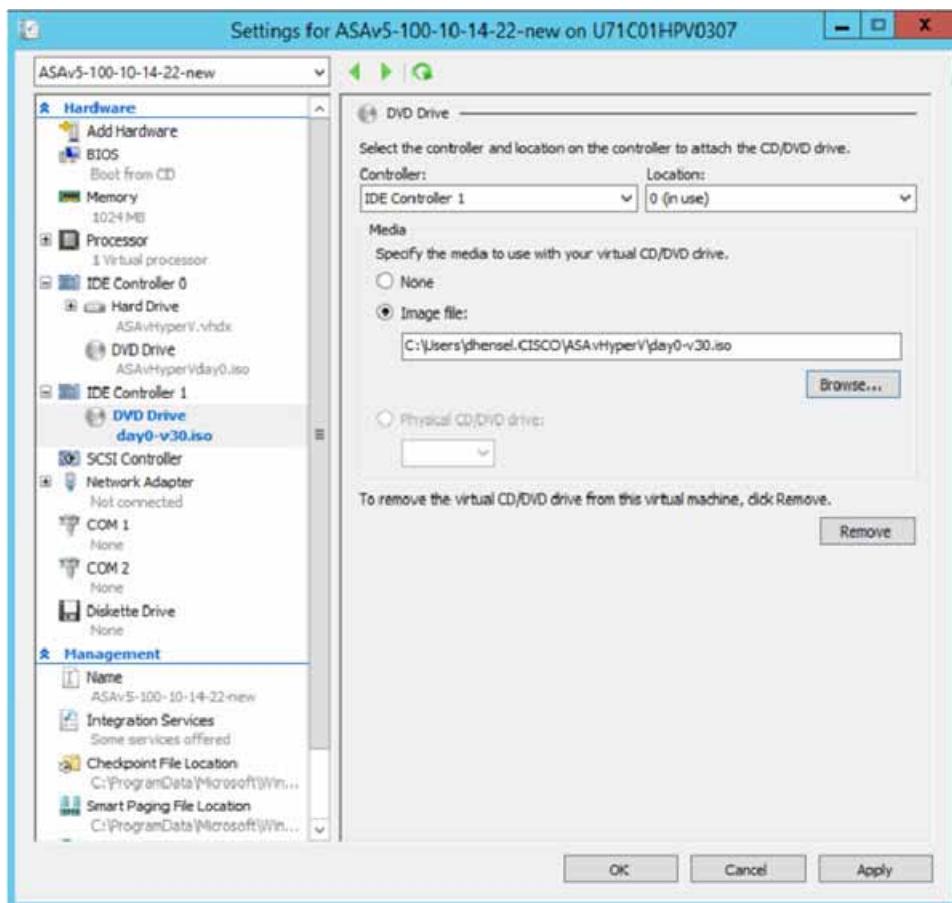 Settings for ASAv5-100-10-14-22-new on U71C01HPV0307
ASAv5-100-10-14-22-new
Hardware
Add Hardware
BIOS
Boot from CD
Memory
1024 MB
Processor
1 Virtual processor
IDE Controller 0
Hard Drive
ASAvHyperV.vhdx
DVD Drive
ASAvHyperVday0.iso
IDE Controller 1
DVD Drive
day0-v30.iso
SCSI Controller
Network Adapter
Not connected
COM 1
None
COM 2
None
Diskette Drive
None
Management
Name
ASAv5-100-10-14-22-new
Integration Services
Some services offered
Checkpoint File Location
C:\ProgramData\Microsoft\Win...
Smart Paging File Location
C:\ProgramData\Microsoft\Win...
DVD Drive
Select the controller and location on the controller to attach the CD/DVD drive.
Controller:
Location:
IDE Controller 1
0 (in use)
Media
Specify the media to use with your virtual CD/DVD drive.
None
Image file:
C:\Users\dhensel.CISCO\ASAvHyperV\day0-v30.iso
Browse...
Physical CD/DVD drive:
To remove the virtual CD/DVD drive from this virtual machine, click Remove.
Remove
OK
Cancel
Apply